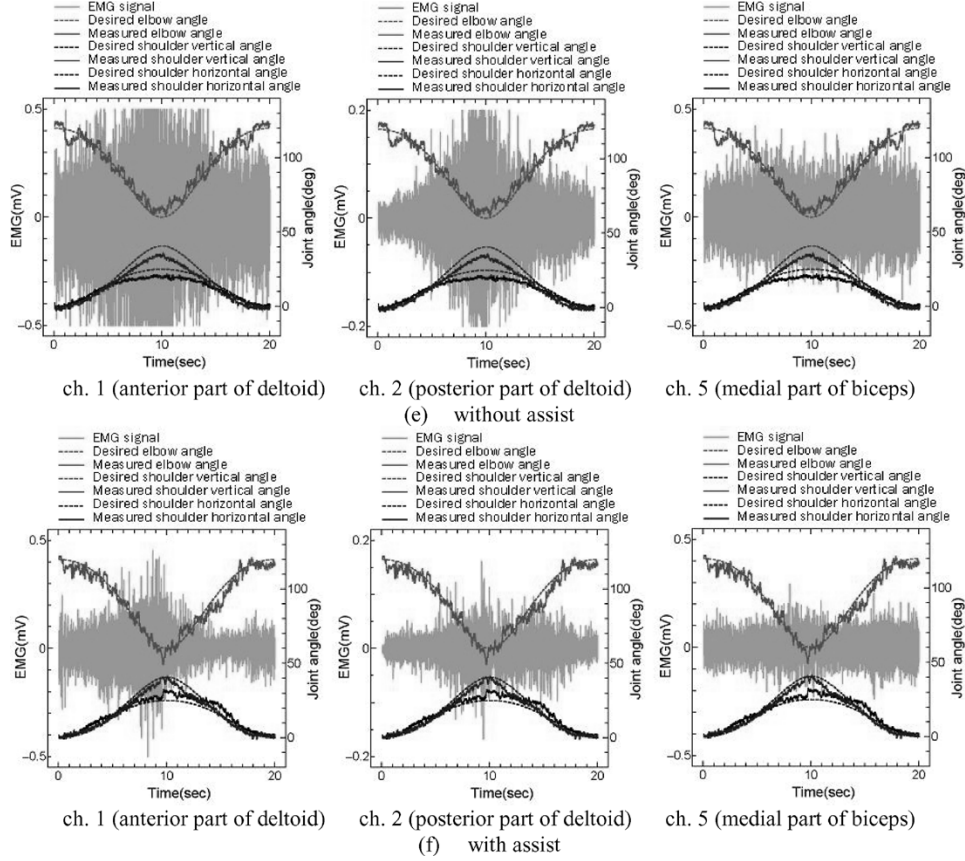 EMG signal
Desired elbow angle
Measured elbow angle
Desired shoulder vertical angle
Measured shoulder vertical angle
Desired shoulder horizontal angle
Measured shoulder horizontal angle
EMG signal
Desired elbow angle
Measured elbow angle
Desired shoulder vertical angle
Measured shoulder vertical angle
Desired shoulder horizontal angle
Measured shoulder horizontal angle
EMG signal
Desired elbow angle
Measured elbow angle
Desired shoulder vertical angle
Measured shoulder vertical angle
Desired shoulder horizontal angle
Measured shoulder horizontal angle
0.5
0
−0.5
EMG(mV)
100
50
0
Joint angle(deg)
0 10 20
Time(sec)
0.2
0
−0.2
EMG(mV)
100
50
0
Joint angle(deg)
0 10 20
Time(sec)
0.5
0
−0.5
EMG(mV)
100
50
0
Joint angle(deg)
0 10 20
Time(sec)
ch. 1 (anterior part of deltoid) ch. 2 (posterior part of deltoid) ch. 5 (medial part of biceps)
(e) without assist
EMG signal
Desired elbow angle
Measured elbow angle
Desired shoulder vertical angle
Measured shoulder vertical angle
Desired shoulder horizontal angle
Measured shoulder horizontal angle
EMG signal
Desired elbow angle
Measured elbow angle
Desired shoulder vertical angle
Measured shoulder vertical angle
Desired shoulder horizontal angle
Measured shoulder horizontal angle
EMG signal
Desired elbow angle
Measured elbow angle
Desired shoulder vertical angle
Measured shoulder vertical angle
Desired shoulder horizontal angle
Measured shoulder horizontal angle
0.5
0
−0.5
EMG(mV)
100
50
0
Joint angle(deg)
0 10 20
Time(sec)
0.2
0
−0.2
EMG(mV)
100
50
0
Joint angle(deg)
0 10 20
Time(sec)
0.5
0
−0.5
EMG(mV)
100
50
0
Joint angle(deg)
0 10 20
Time(sec)
ch. 1 (anterior part of deltoid) ch. 2 (posterior part of deltoid) ch. 5 (medial part of biceps)
(f) with assist